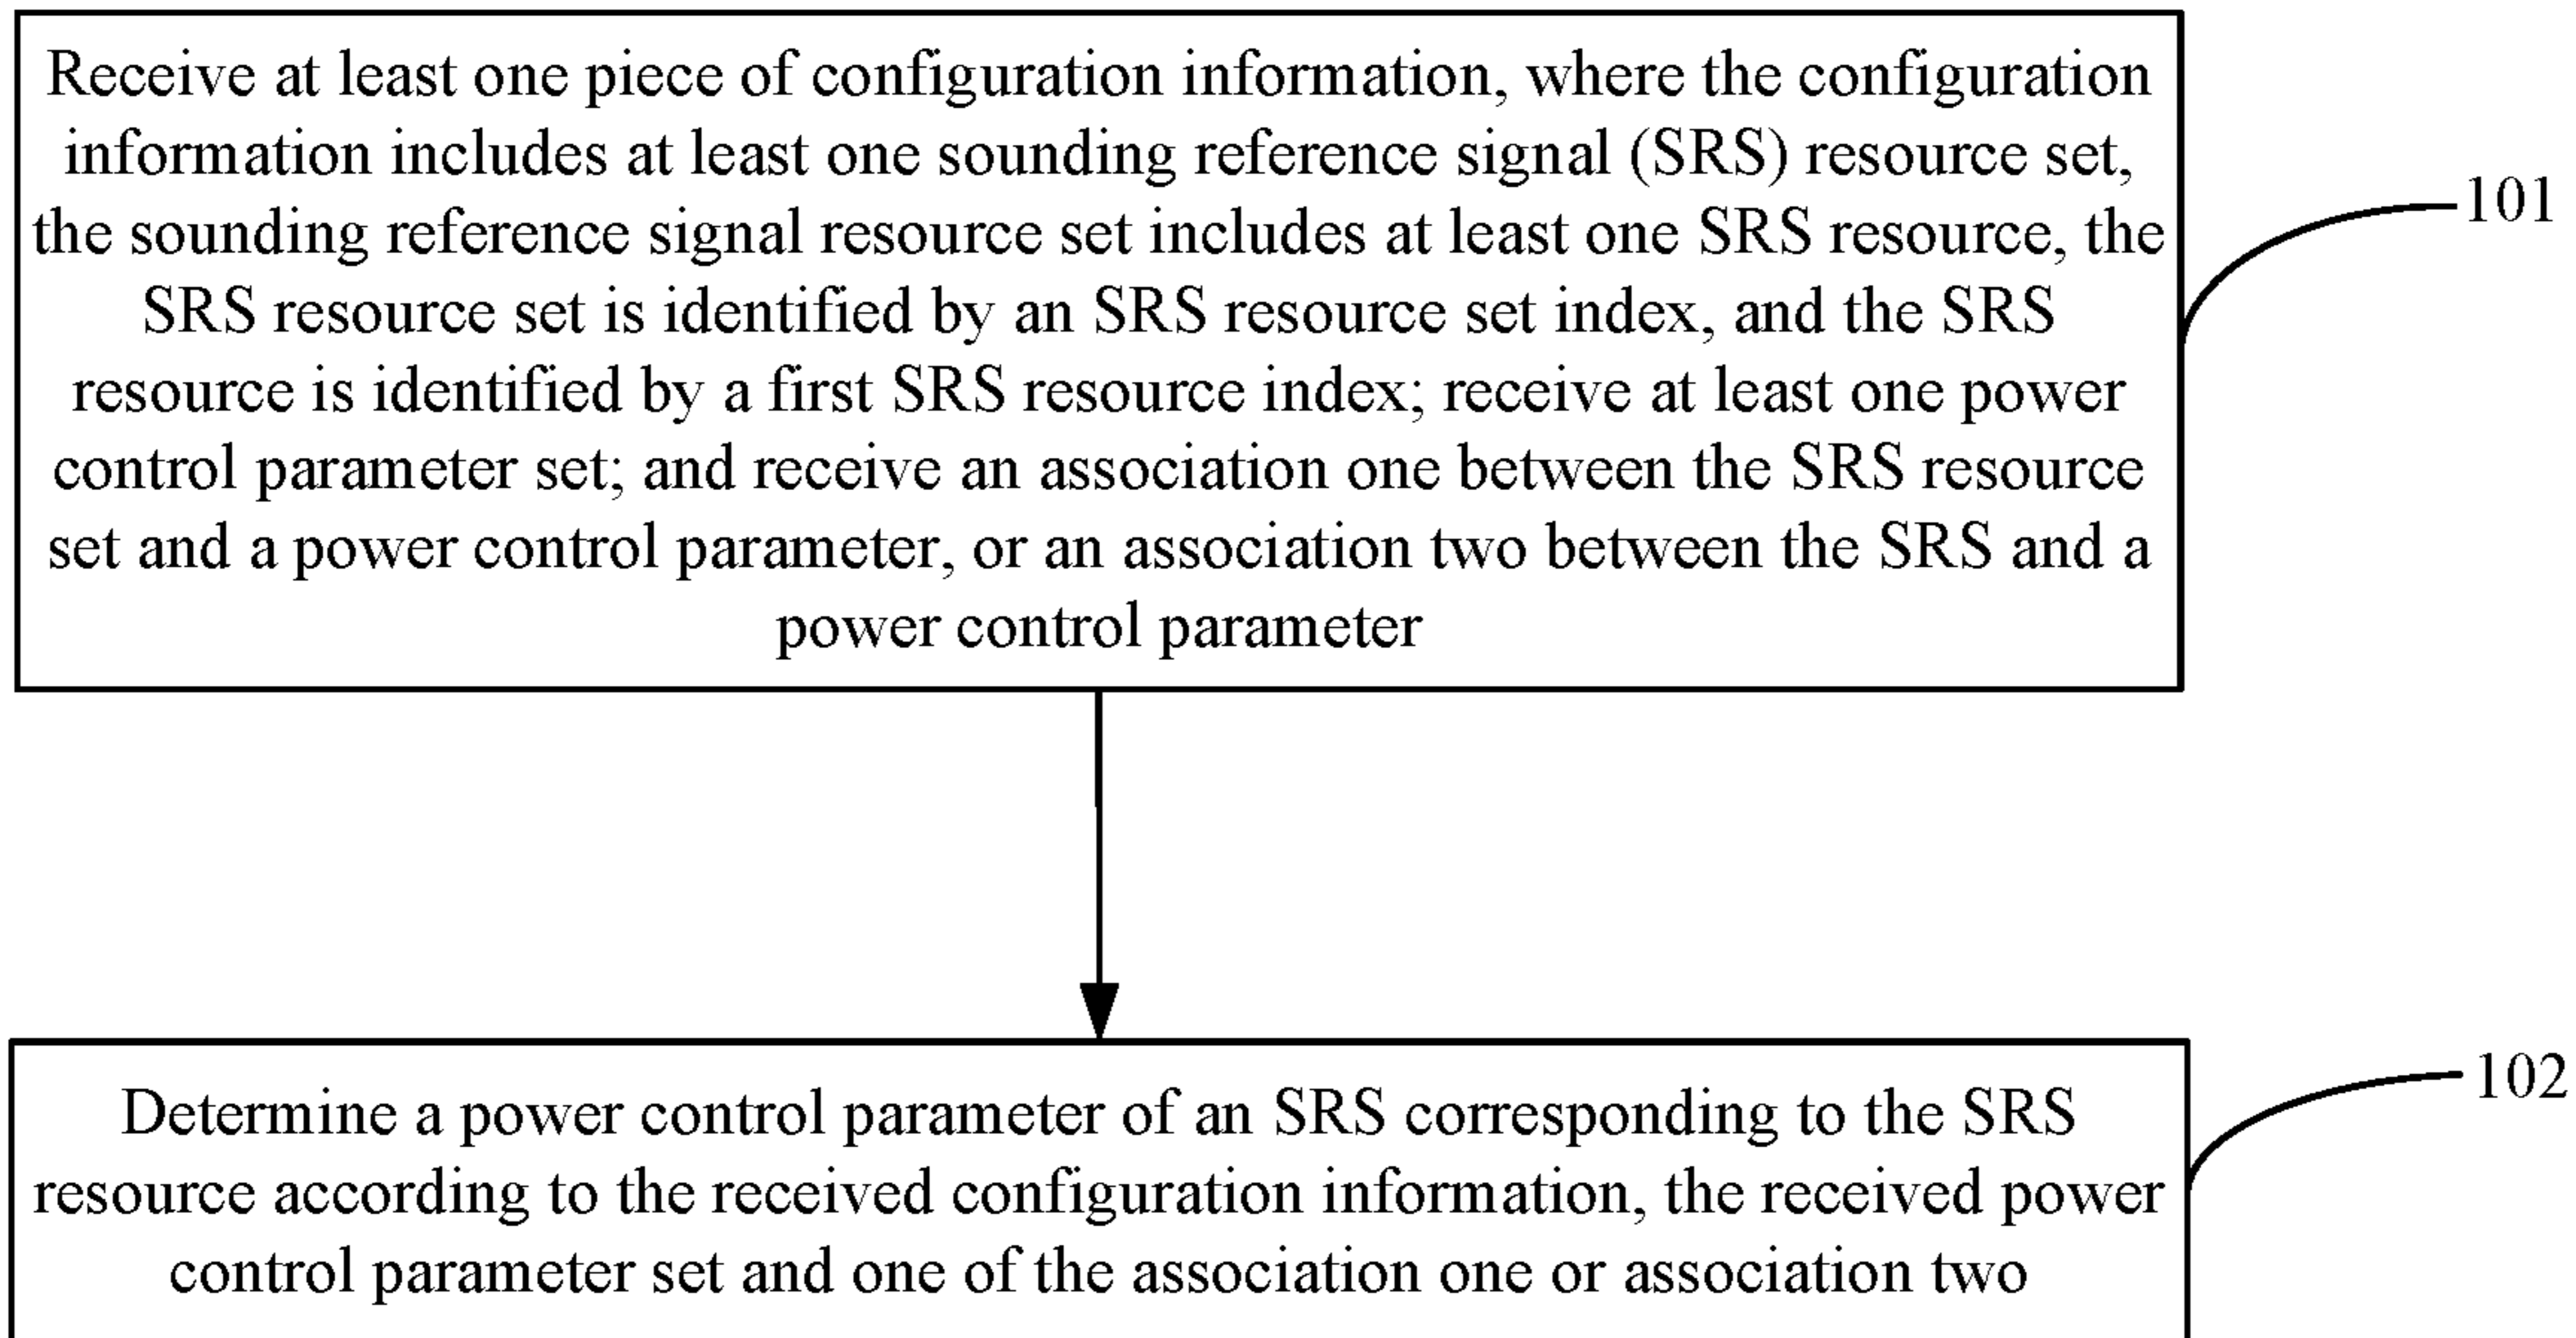 Receive at least one piece of configuration information, where the configuration
information includes at least one sounding reference signal (SRS) resource set,
the sounding reference signal resource set includes at least one SRS resource, the
SRS resource set is identified by an SRS resource set index, and the SRS
resource is identified by a first SRS resource index; receive at least one power
control parameter set; and receive an association one between the SRS resource
set and a power control parameter, or an association two between the SRS and a
power control parameter
101
Determine a power control parameter of an SRS corresponding to the SRS
resource according to the received configuration information, the received power
control parameter set and one of the association one or association two
102